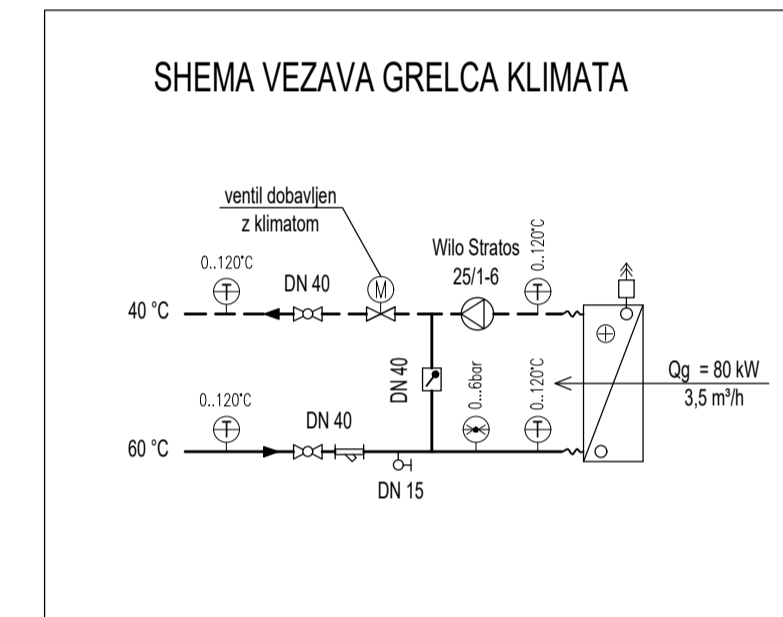 SHEMA VEZAVA GRELCA KLIMATA
ventil dobavljen
z klimatom
0..120°C
DN 40
M
Wilo Stratos
25/1-6
0..120°C
T
T
40 °C
DN 40
0...6bar
0..120°C
Qg = 80 kW
3,5 m³/h
0..120°C
DN 40
T
T
60 °C
DN 15